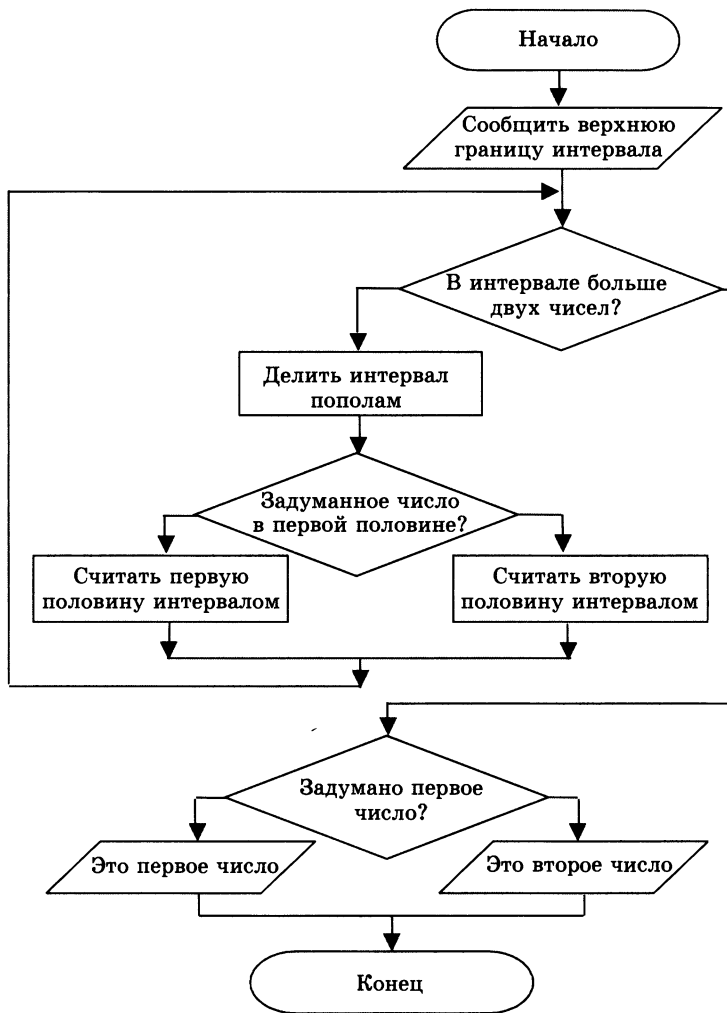 Начало
Сообщить верхнюю
границу интервала
В интервале больше
двух чисел?
Делить интервал
пополам
Задуманное число
в первой половине?
Считать первую
половину интервалом
Считать вторую
половину интервалом
Задумано первое
число?
Это первое число
Это второе число
Конец